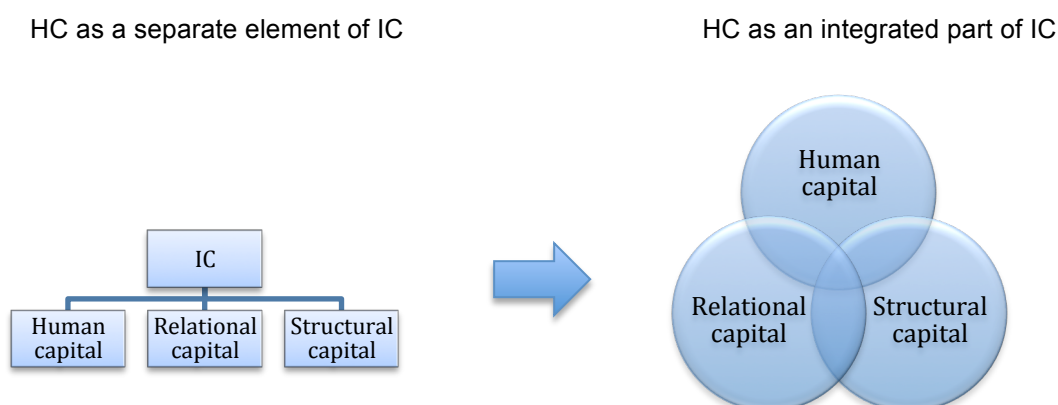 HC as a separate element of IC
HC as an integrated part of IC
IC
Human
capital
Relational
capital
Structural
capital
Human
capital
Relational
capital
Structural
capital